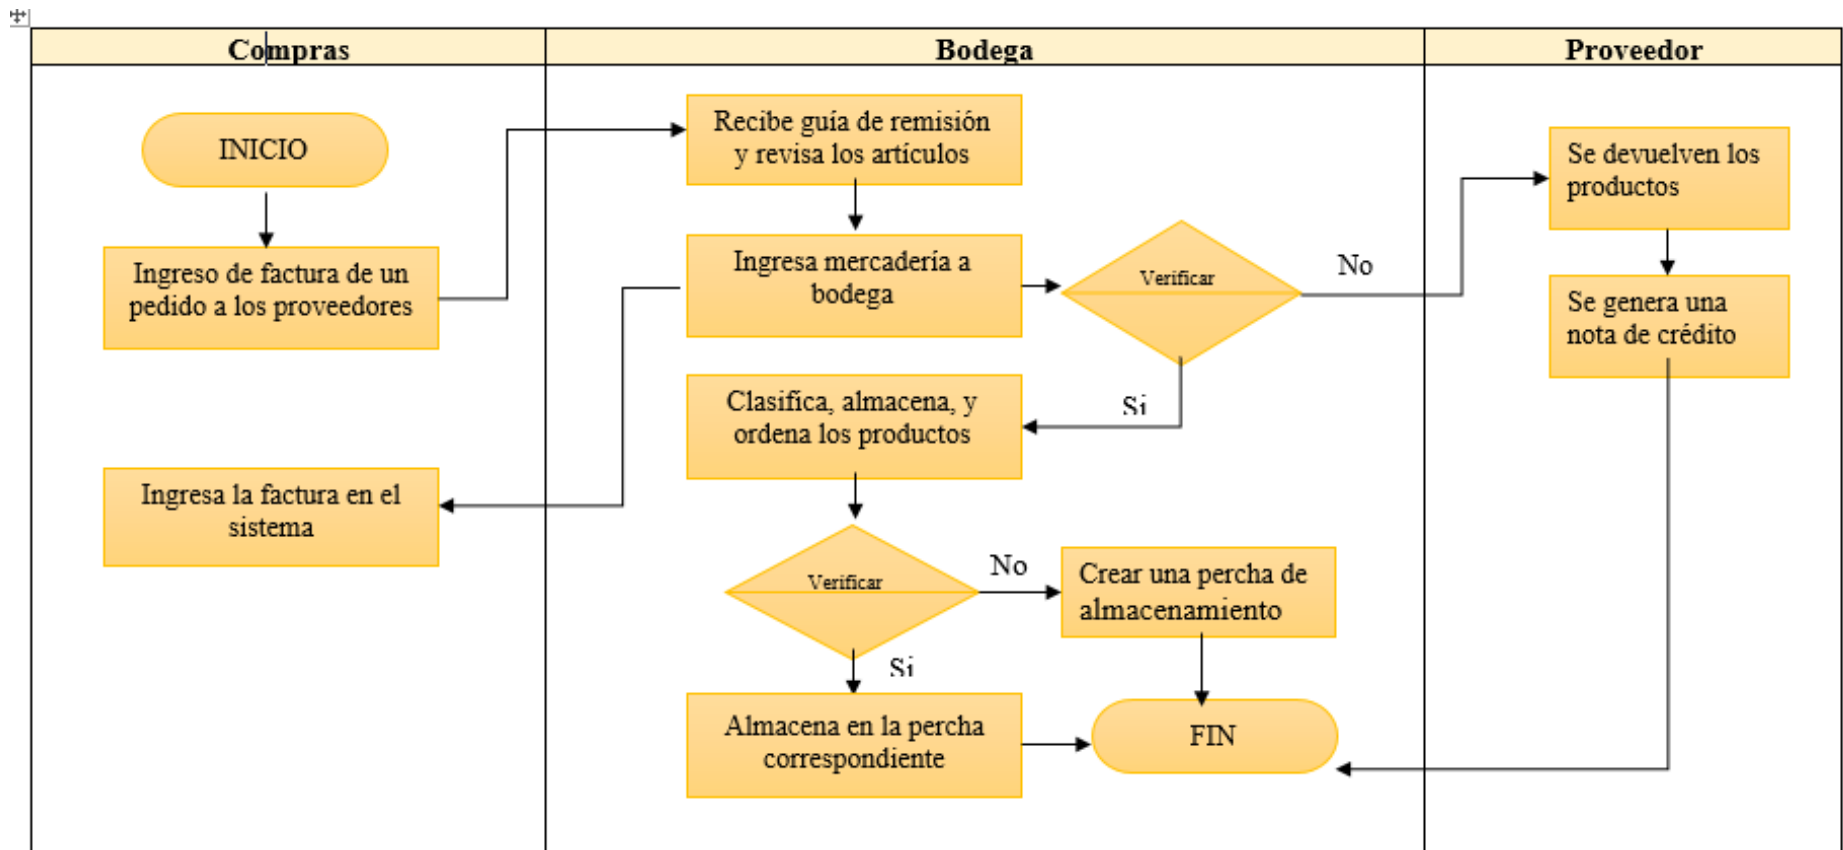 Compras
Bodega
Proveedor
INICIO
Ingreso de factura de un
pedido a los proveedores
Ingresa la factura en el
sistema
Recibe guía de remisión
y revisa los artículos
Ingresa mercadería a
bodega
Verificar
No
Si
Clasifica, almacena, y
ordena los productos
Verificar
No
Si
Crear una percha de
almacenamiento
Almacena en la percha
correspondiente
FIN
Se devuelven los
productos
Se genera una
nota de crédito